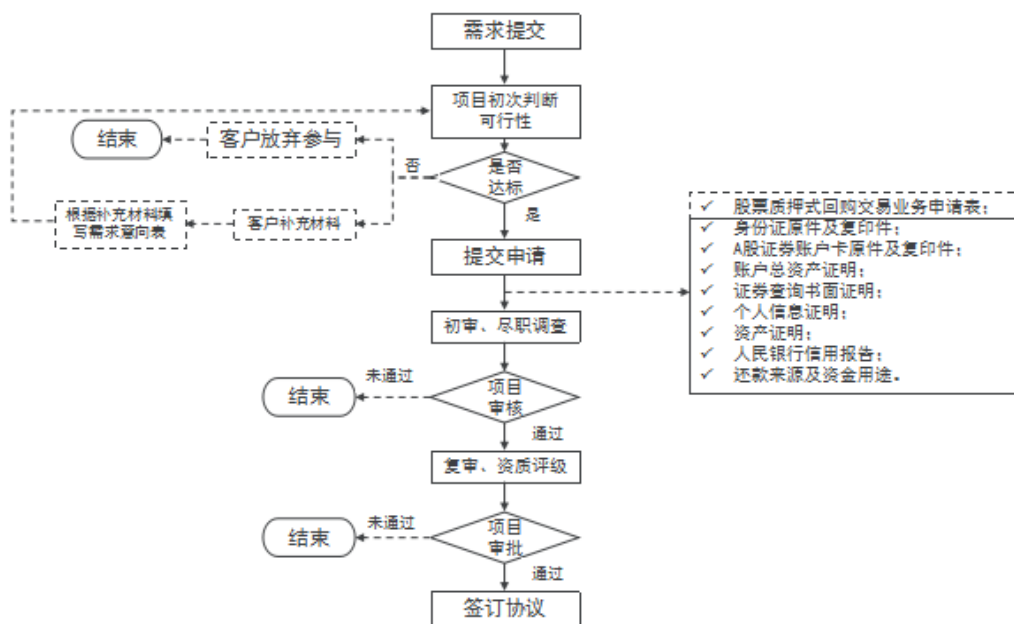 需求提交
项目初次判断
可行性
结束
客户放弃参与
否
是否
达标
根据补充材料填
写需求意向表
客户补充材料
是
提交申请
✓ 股票质押式回购交易业务申请表；
✓ 身份证原件及复印件；
✓ A股证券账户卡原件及复印件；
✓ 账户总资产证明；
✓ 证券查询书面证明；
✓ 个人信息证明；
✓ 资产证明；
✓ 人民银行信用报告；
✓ 还款来源及资金用途。
初审、尽职调查
未通过
结束
项目
审核
通过
复审、资质评级
未通过
结束
项目
审批
通过
签订协议